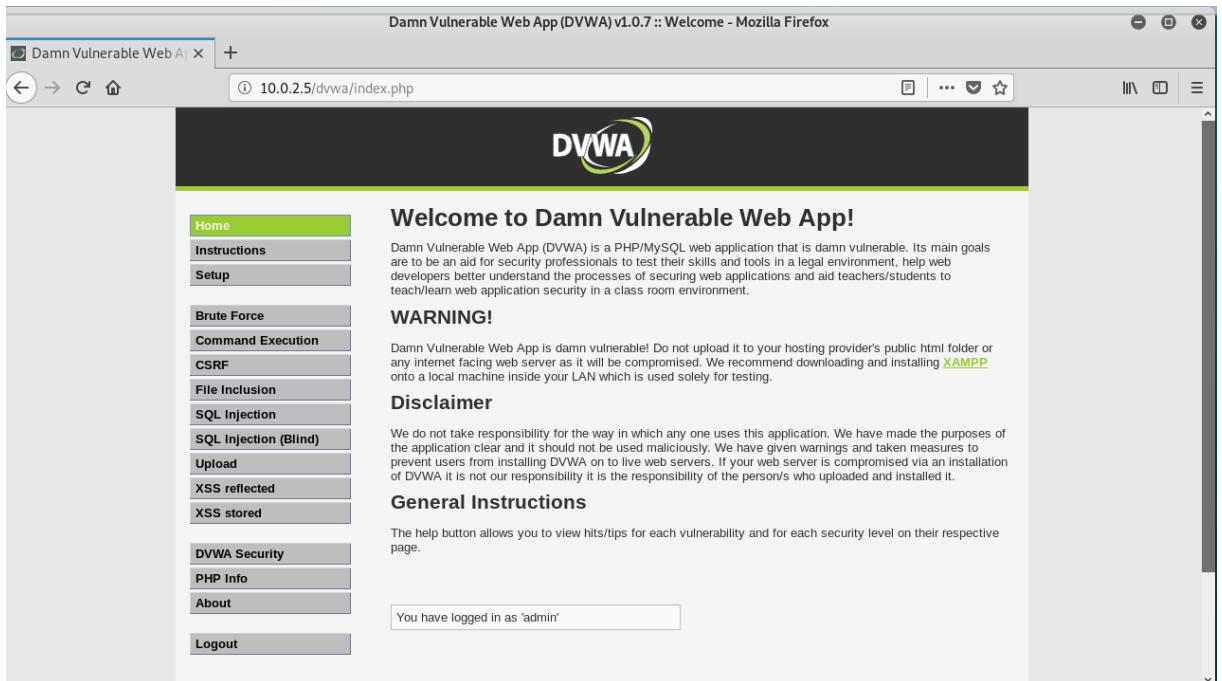 Damn Vulnerable Web App (DVWA) v1.0.7 :: Welcome - Mozilla Firefox
Damn Vulnerable Web A
10.0.2.5/dvwa/index.php
DVWA
Home
Instructions
Setup
Brute Force
Command Execution
CSRF
File Inclusion
SQL Injection
SQL Injection (Blind)
Upload
XSS reflected
XSS stored
DVWA Security
PHP Info
About
Logout
Welcome to Damn Vulnerable Web App!
Damn Vulnerable Web App (DVWA) is a PHP/MySQL web application that is damn vulnerable. Its main goals
are to be an aid for security professionals to test their skills and tools in a legal environment, help web
developers better understand the processes of securing web applications and aid teachers/students to
teach/learn web application security in a class room environment.
WARNING!
Damn Vulnerable Web App is damn vulnerable! Do not upload it to your hosting provider's public html folder or
any internet facing web server as it will be compromised. We recommend downloading and installing XAMPP
onto a local machine inside your LAN which is used solely for testing.
Disclaimer
We do not take responsibility for the way in which any one uses this application. We have made the purposes of
the application clear and it should not be used maliciously. We have given warnings and taken measures to
prevent users from installing DVWA on to live web servers. If your web server is compromised via an installation
of DVWA it is not our responsibility it is the responsibility of the person/s who uploaded and installed it.
General Instructions
The help button allows you to view hits/tips for each vulnerability and for each security level on their respective
page.
You have logged in as 'admin'